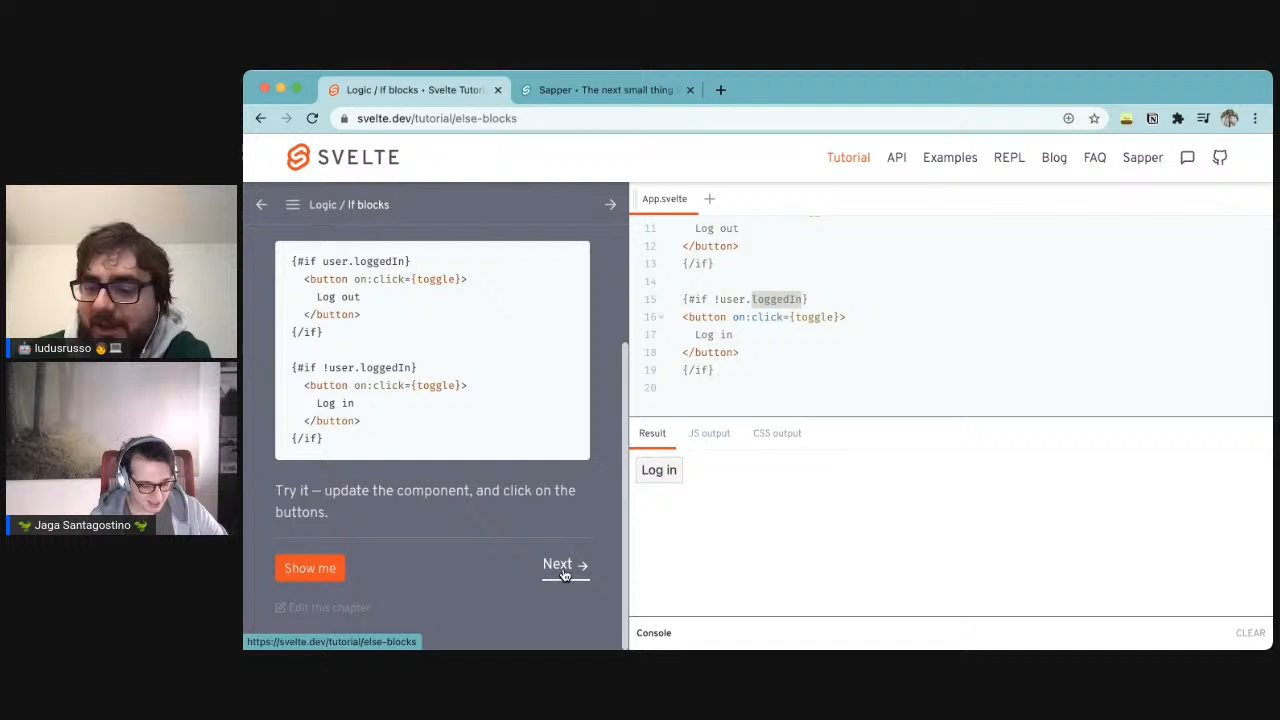 Logic / If blocks • Svelte Tutori
Sapper • The next small thing
svelte.dev/tutorial/else-blocks
SVELTE
Tutorial
API
Examples
REPL
Blog
FAQ
Sapper
Logic / If blocks
{#if user.loggedIn}
<button on:click={toggle}>
Log out
</button>
{/if}
{#if !user.loggedIn}
<button on:click={toggle}>
Log in
</button>
{/if}
Try it — update the component, and click on the
buttons.
Show me
Next →
Edit this chapter
https://svelte.dev/tutorial/else-blocks
App.svelte
11 Log out
12 </button>
13 {/if}
14
15 {#if !user.loggedIn}
16 <button on:click={toggle}>
17 Log in
18 </button>
19 {/if}
20
Result
JS output
CSS output
Log in
Console
CLEAR
🤖 ludusrusso 👨💻
🦖 Jaga Santagostino 🦖